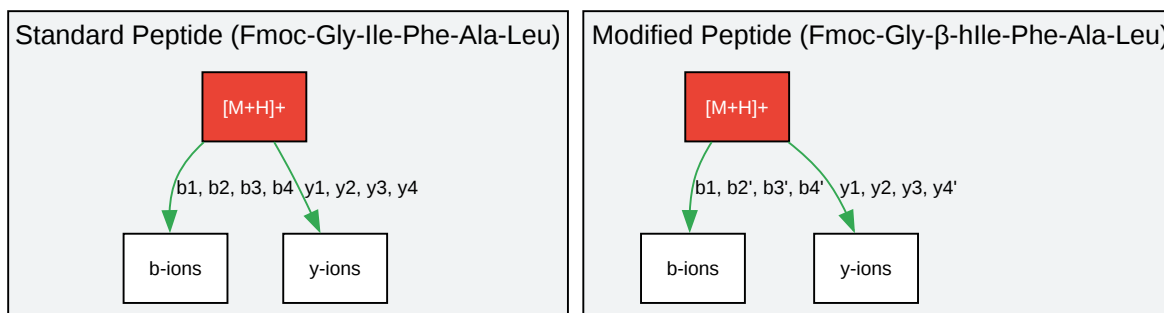 Standard Peptide (Fmoc-Gly-Ile-Phe-Ala-Leu)
[M+H]+
b1, b2, b3, b4
y1, y2, y3, y4
b-ions
y-ions
Modified Peptide (Fmoc-Gly-β-hIle-Phe-Ala-Leu)
[M+H]+
b1, b2', b3', b4'
y1, y2, y3, y4'
b-ions
y-ions